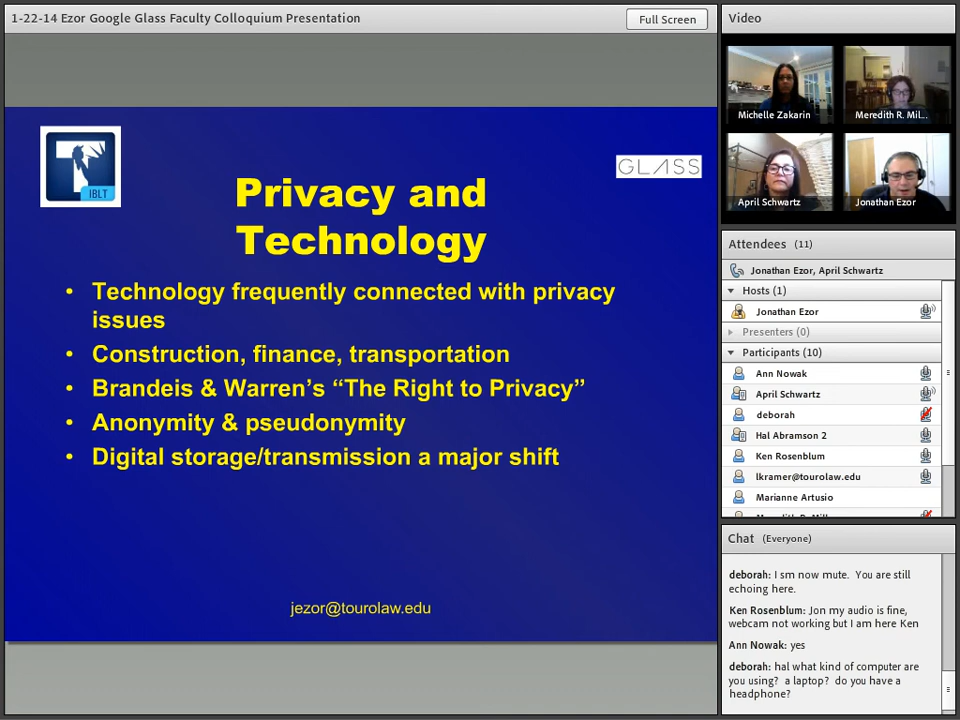 1-22-14 Ezor Google Glass Faculty Colloquium Presentation
Full Screen
IBLT
GLASS
Privacy and
Technology
• Technology frequently connected with privacy
issues
• Construction, finance, transportation
• Brandeis & Warren's “The Right to Privacy”
• Anonymity & pseudonymity
• Digital storage/transmission a major shift
jezor@tourolaw.edu
Video
Michelle Zakarin
Meredith R. Mil...
April Schwartz
Jonathan Ezor
Attendees (11)
Jonathan Ezor, April Schwartz
Hosts (1)
Jonathan Ezor
Presenters (0)
Participants (10)
Ann Nowak
April Schwartz
deborah
Hal Abramson 2
Ken Rosenblum
lkramer@tourolaw.edu
Marianne Artusio
Chat (Everyone)
deborah: I sm now mute. You are still
echoing here.
Ken Rosenblum: Jon my audio is fine,
webcam not working but I am here Ken
Ann Nowak: yes
deborah: hal what kind of computer are
you using? a laptop? do you have a
headphone?